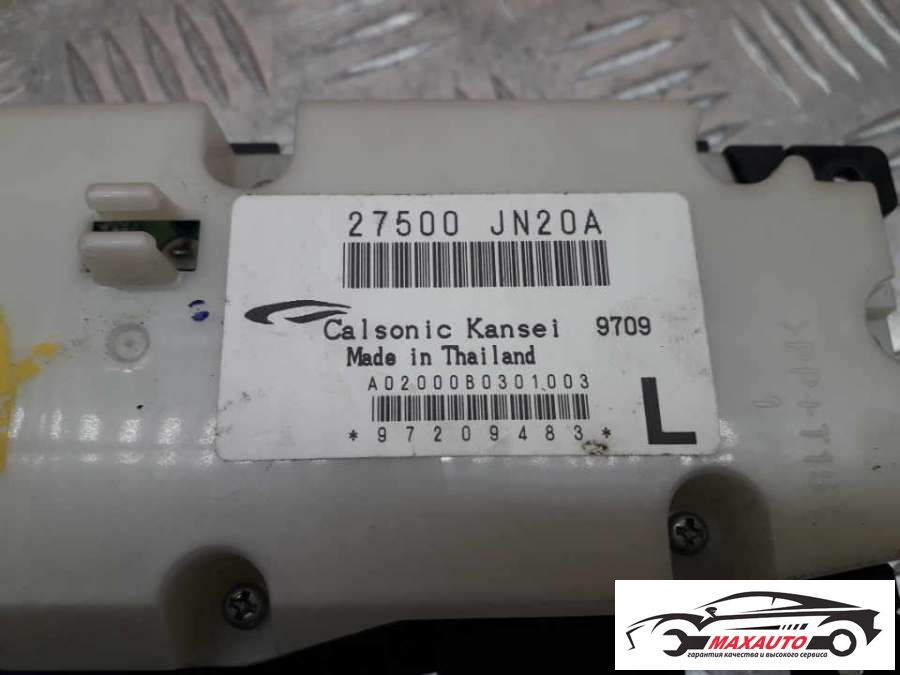 27500 JN20A
Calsonic Kansei 9709
Made in Thailand
A02000B0301003
*97209483*
L
MAXAUTO
гарантия качества и высокого сервиса